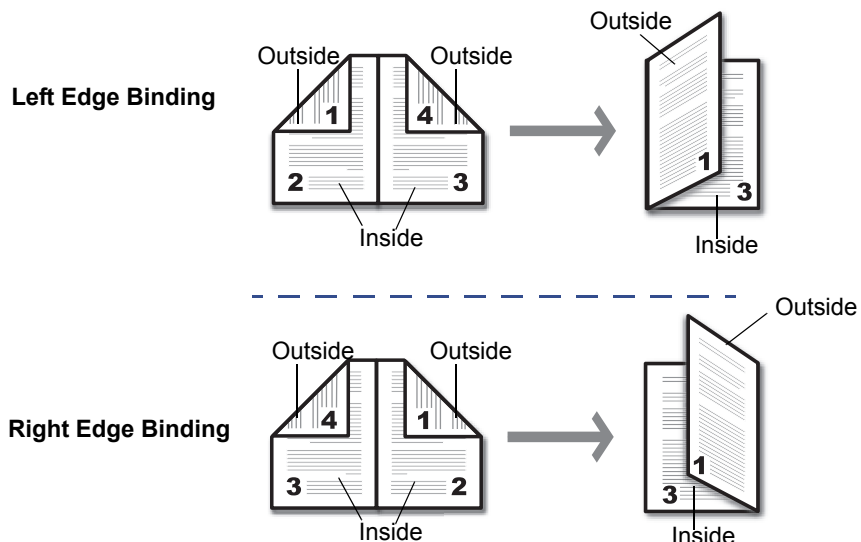 Outside
Left Edge Binding
Outside
Outside
1
4
2
3
Inside
1
3
Inside
Outside
Right Edge Binding
Outside
Outside
4
1
3
2
Inside
1
3
Inside